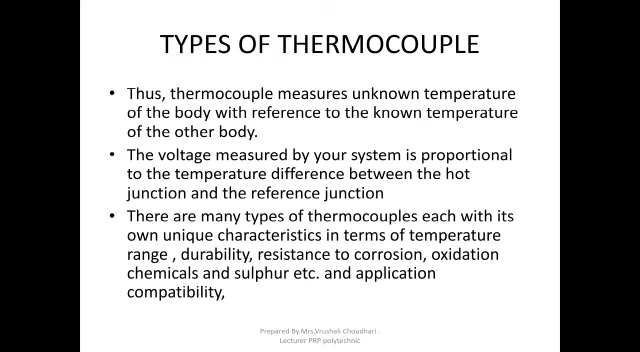 TYPES OF THERMOCOUPLE
• Thus, thermocouple measures unknown temperature
of the body with reference to the known temperature
of the other body.
• The voltage measured by your system is proportional
to the temperature difference between the hot
junction and the reference junction
• There are many types of thermocouples each with its
own unique characteristics in terms of temperature
range , durability, resistance to corrosion, oxidation
chemicals and sulphur etc. and application
compatibility,
Prepared By.Mrs.Vrushali Choudhari .
Lecturer PRP polytechnic